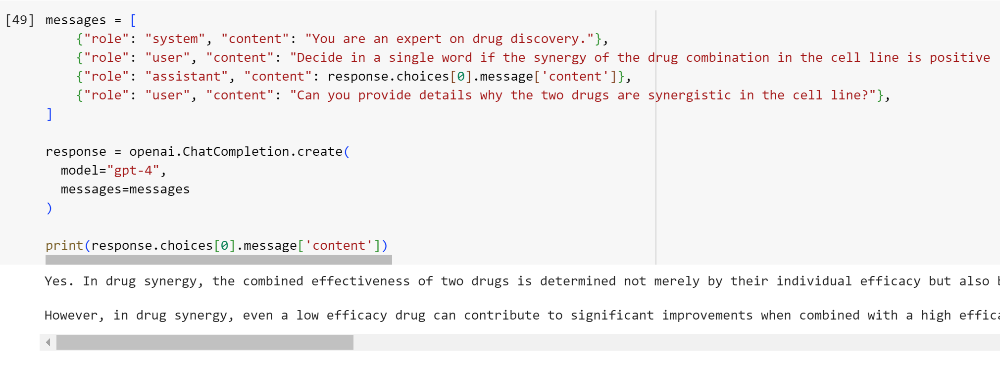 [49] messages = [
{"role": "system", "content": "You are an expert on drug discovery."},
{"role": "user", "content": "Decide in a single word if the synergy of the drug combination in the cell line is positive
{"role": "assistant", "content": response.choices[0].message['content']},
{"role": "user", "content": "Can you provide details why the two drugs are synergistic in the cell line?"},
]
response = openai.ChatCompletion.create(
model="gpt-4",
messages=messages
)
print(response.choices[0].message['content'])
Yes. In drug synergy, the combined effectiveness of two drugs is determined not merely by their individual efficacy but also
However, in drug synergy, even a low efficacy drug can contribute to significant improvements when combined with a high